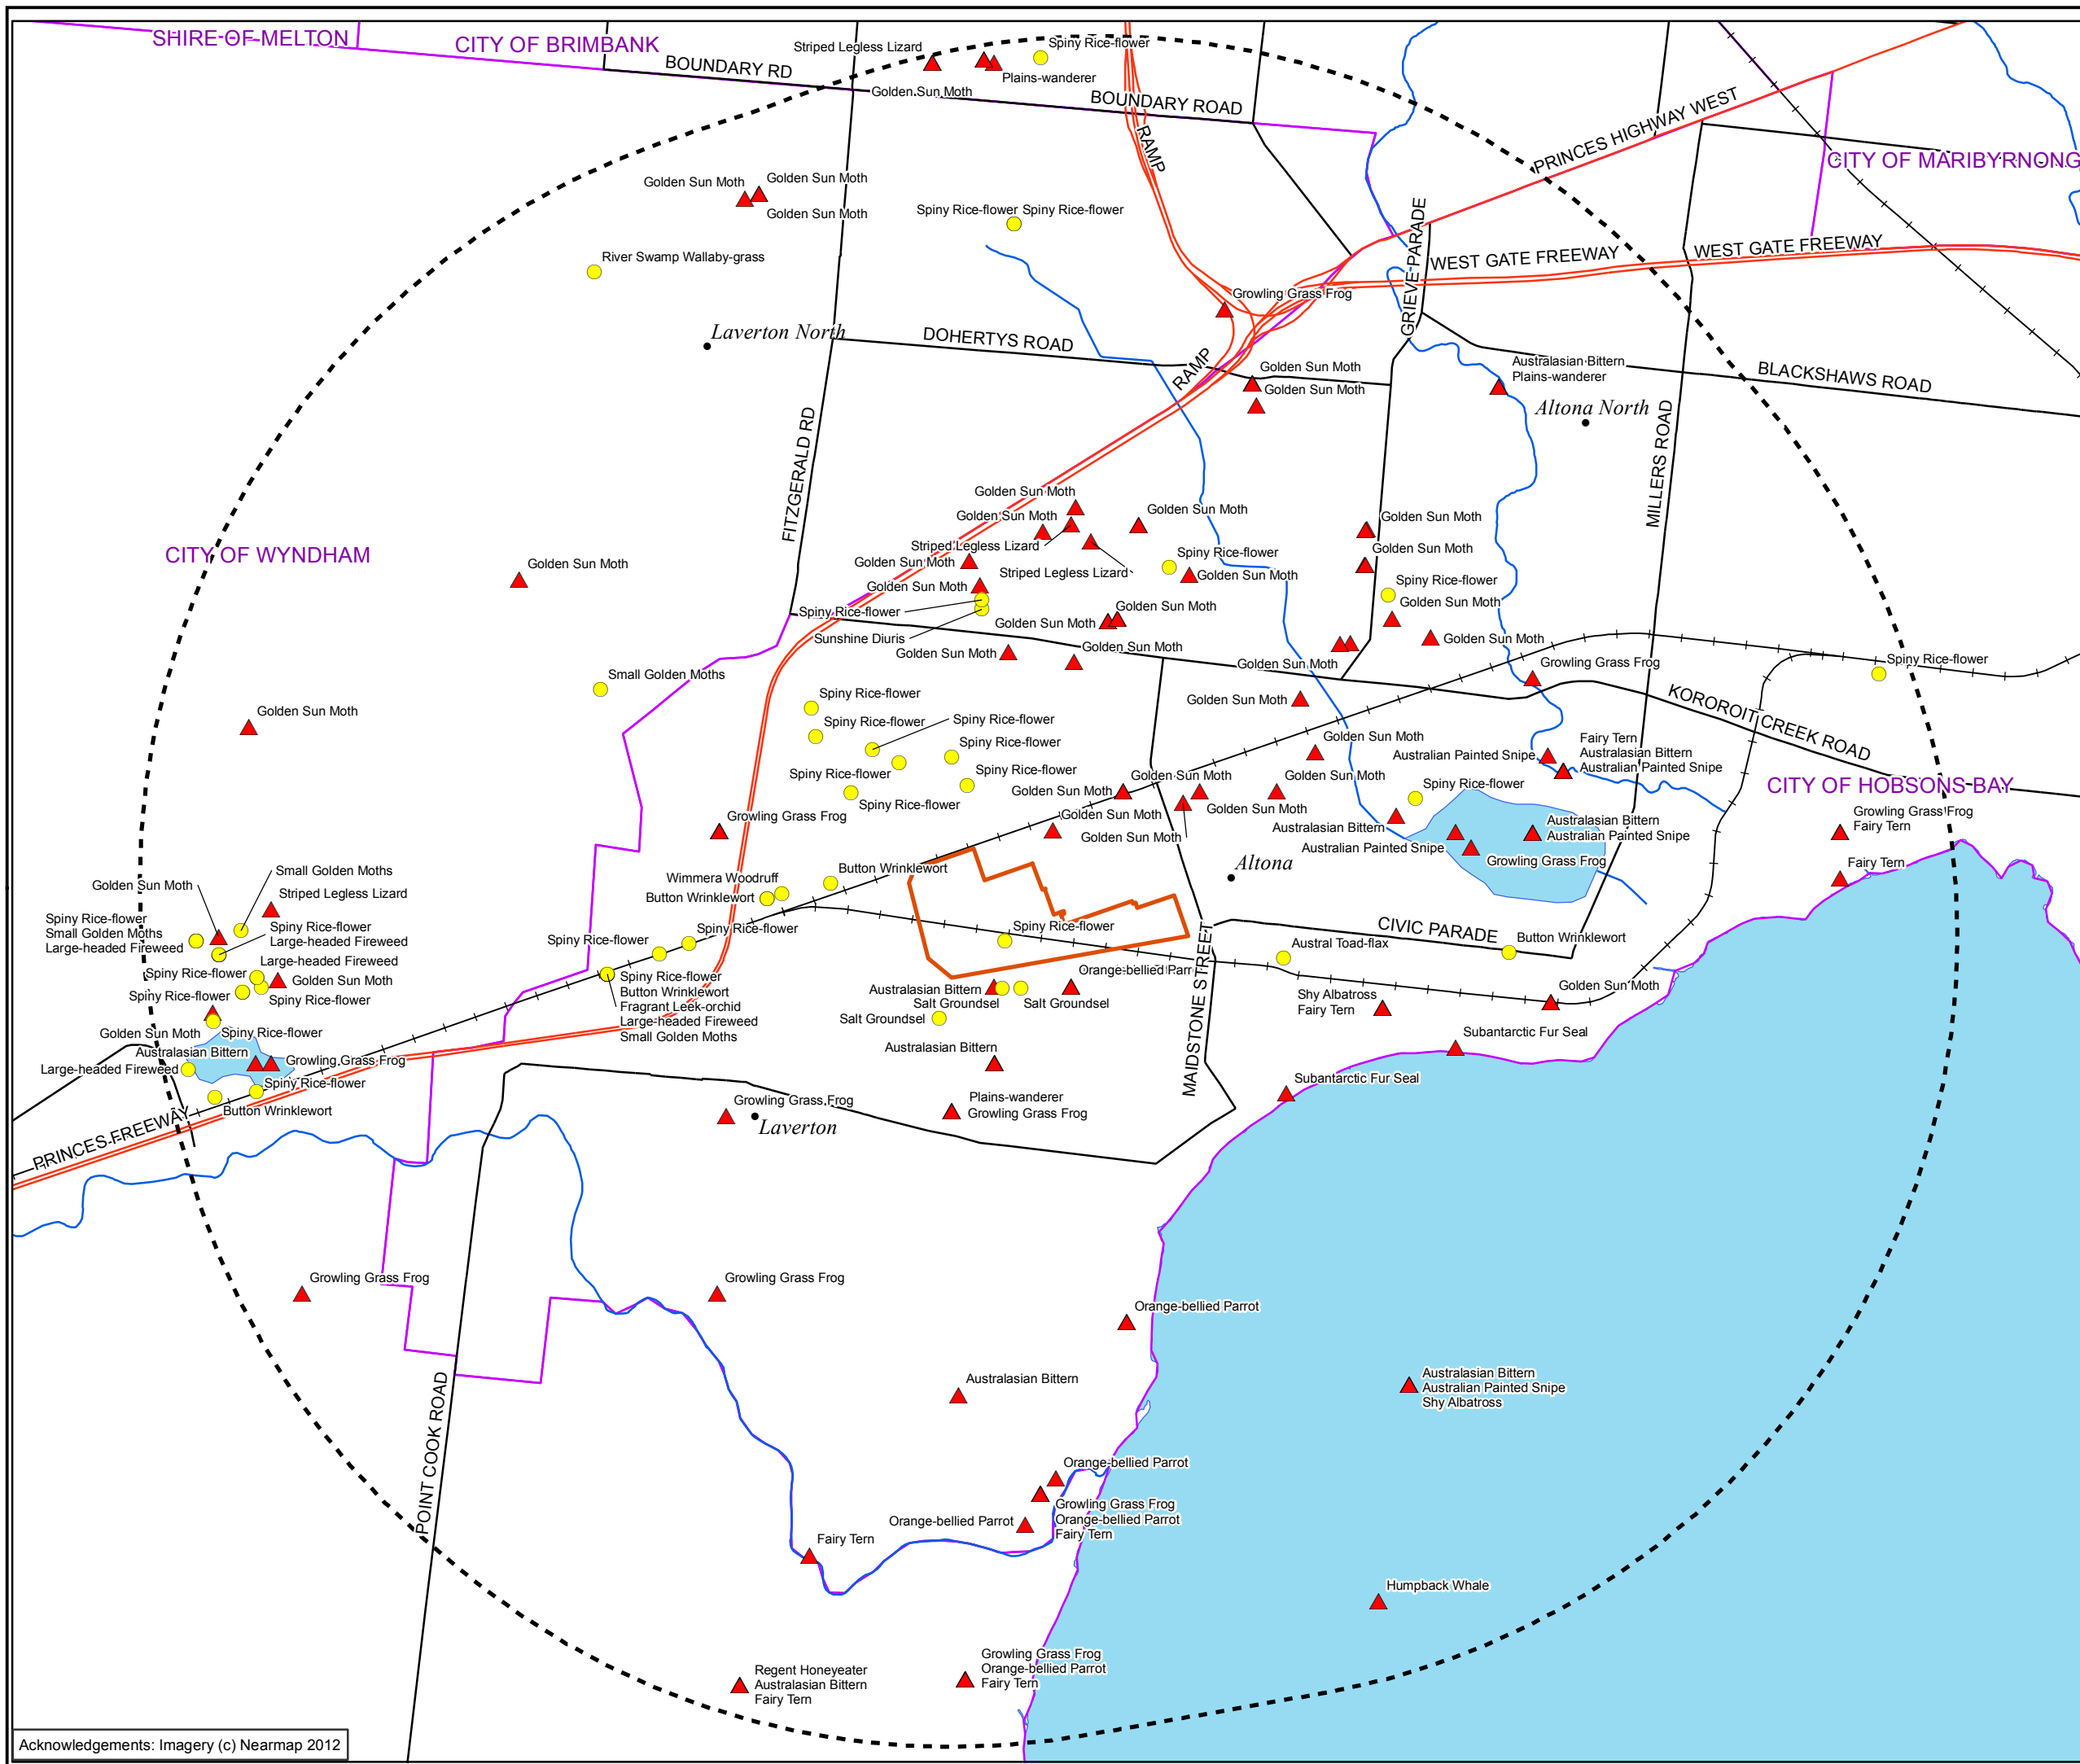 SHIRE OF MELTON
CITY OF BRIMBANK
Striped Legless Lizard
Spiny Rice-flower
BOUNDARY RD
Plains-wanderer
Golden Sun Moth
BOUNDARY ROAD
PRINCES HIGHWAY WEST
RAMP
CITY OF MARIBYRNONG
Golden Sun Moth
Golden Sun Moth
Golden Sun Moth
Spiny Rice-flower Spiny Rice-flower
GRIEVE PARADE
WEST GATE FREEWAY
WEST GATE FREEWAY
River Swamp Wallaby-grass
Growling Grass Frog
Laverton North
DOHERTYS ROAD
RAMP
Golden Sun Moth
Golden Sun Moth
Australasian Bittern
Plains-wanderer
BLACKSHAWS ROAD
Altona North
FITZGERALD RD
MILLERS ROAD
Golden Sun Moth
Golden Sun Moth
Golden Sun Moth
Golden Sun Moth
CITY OF WYNDHAM
Golden Sun Moth
Striped Legless Lizard
Spiny Rice-flower
Golden Sun Moth
Golden Sun Moth
Striped Legless Lizard
Golden Sun Moth
Golden Sun Moth
Spiny Rice-flower
Golden Sun Moth
Spiny Rice-flower
Golden Sun Moth
Golden Sun Moth
Sunshine Diuris
Golden Sun Moth
Golden Sun Moth
Golden Sun Moth
Golden Sun Moth
Golden Sun Moth
Growling Grass Frog
Spiny Rice-flower
Small Golden Moths
Spiny Rice-flower
Golden Sun Moth
KOROROIT CREEK ROAD
Golden Sun Moth
Spiny Rice-flower
Spiny Rice-flower
Spiny Rice-flower
Golden Sun Moth
Australian Painted Snipe
Fairy Tern
Australasian Bittern
Australian Painted Snipe
Spiny Rice-flower
Spiny Rice-flower
Golden Sun Moth
Golden Sun Moth
Spiny Rice-flower
CITY OF HOBSONS BAY
Spiny Rice-flower
Golden Sun Moth
Golden Sun Moth
Growling Grass Frog
Golden Sun Moth
Golden Sun Moth
Australasian Bittern
Australasian Bittern
Australian Painted Snipe
Growling Grass Frog
Fairy Tern
Australian Painted Snipe
Growling Grass Frog
Altona
Fairy Tern
Small Golden Moths
Golden Sun Moth
Striped Legless Lizard
Wimmera Woodruff
Button Wrinklewort
Button Wrinklewort
Spiny Rice-flower
Small Golden Moths
Large-headed Fireweed
Spiny Rice-flower
Large-headed Fireweed
Spiny Rice-flower
Spiny Rice-flower
Spiny Rice-flower
CIVIC PARADE
Button Wrinklewort
Austral Toad-flax
Large-headed Fireweed
Spiny Rice-flower
Golden Sun Moth
Spiny Rice-flower
Spiny Rice-flower
Spiny Rice-flower
Button Wrinklewort
Fragrant Leek-orchid
Large-headed Fireweed
Small Golden Moths
Orange-bellied Parrot
MAIDSTONE STREET
Australasian Bittern
Salt Groundsel
Salt Groundsel
Salt Groundsel
Shy Albatross
Fairy Tern
Golden Sun Moth
Golden Sun Moth
Spiny Rice-flower
Subantarctic Fur Seal
Australasian Bittern
Growling Grass Frog
Large-headed Fireweed
Spiny Rice-flower
Button Wrinklewort
Australasian Bittern
Subantarctic Fur Seal
Plains-wanderer
Growling Grass Frog
Growling Grass Frog
Laverton
PRINCES FREEWAY
Growling Grass Frog
Growling Grass Frog
Orange-bellied Parrot
Australasian Bittern
Australasian Bittern
Australian Painted Snipe
Shy Albatross
POINT COOK ROAD
Orange-bellied Parrot
Growling Grass Frog
Orange-bellied Parrot
Fairy Tern
Orange-bellied Parrot
Fairy Tern
Humpback Whale
Growling Grass Frog
Orange-bellied Parrot
Fairy Tern
Regent Honeyeater
Australasian Bittern
Fairy Tern
Acknowledgements: Imagery (c) Nearmap 2012